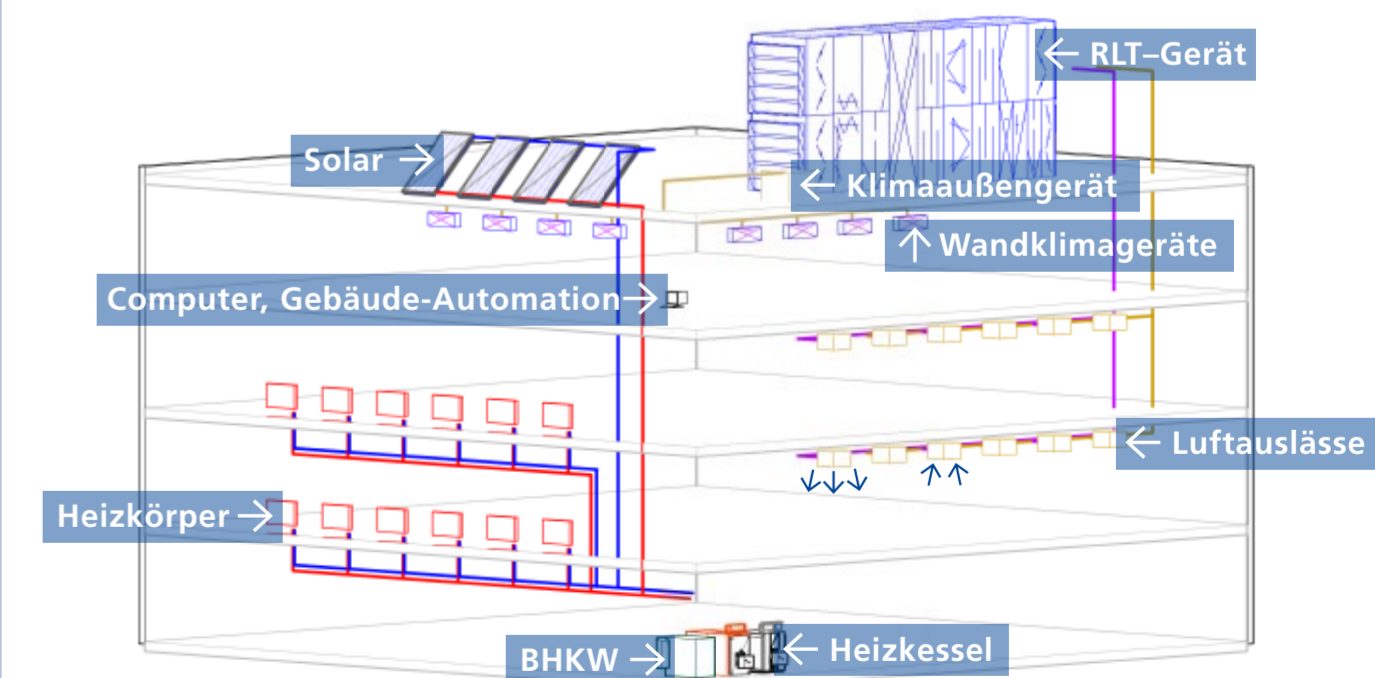 RLT–Gerät
Solar
Klimaaußengerät
Wandklimageräte
Computer, Gebäude-Automation
Luftauslässe
Heizkörper
BHKW
Heizkessel